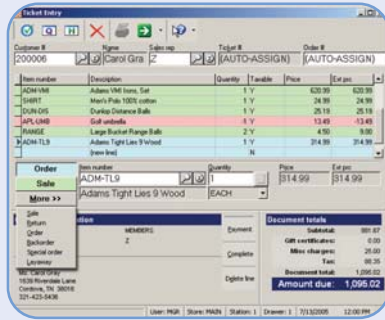 Ticket Entry
Customer # Name Sales rep Ticket # Order #
200006 Carol Gra Z (AUTO-ASSIGN) (AUTO-ASSIGN)
Item number Description Quantity Taxable Price Ext prc
ADM-VMI Adams VMI Irons, Set 1 Y 620.99 620.99
SHIRT Men's Polo 100% cotton 1 Y 24.99 24.99
DUN-DIS Dunlop Distance Balls 1 Y 25.19 25.19
APL-UMB Golf umbrella -1 Y 13.49 -13.49
RANGE Large Bucket Range Balls 2 Y 4.50 9.00
ADM-TL9 Adams Tight Lies 9 Wood 1 Y 314.99 314.99
(new line) N
Order Item number Quantity Price Ext prc
Sale ADM-TL9 1 314.99 314.99
More >> Adams Tight Lies 9 Wood EACH
Sale
Return
Order
Backorder
Special order
Layaway
MEMBERS
Z
Payment
Complete
Delete line
Document totals
Subtotal: 981.67
Gift certificates: 0.00
Misc charges: 25.00
Tax: 88.35
Document total: 1,095.02
Amount due: 1,095.02
Ms. Carol Gray
1639 Riverdale Lane
Cordova, TN 38018
321-423-5436
User: MGR Store: MAIN Station: 1 Drawer: 1 7/13/2005 12:00 PM